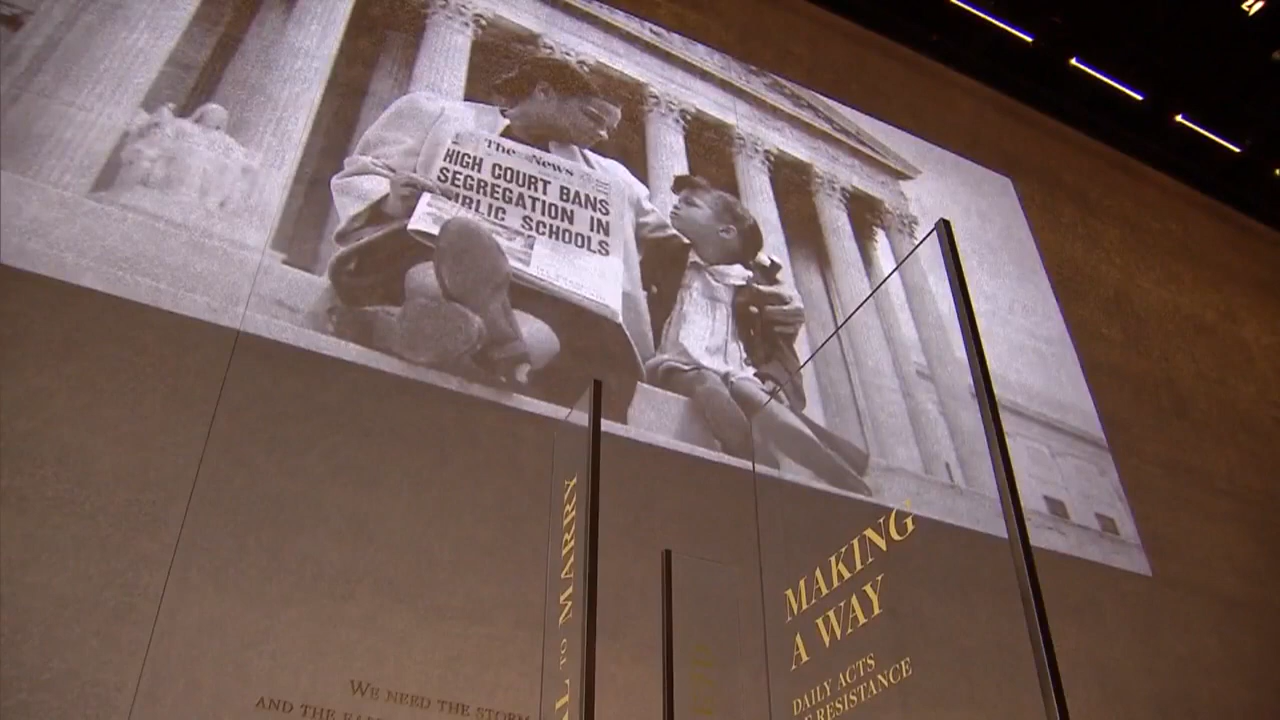 The News
HIGH COURT BANS
SEGREGATION IN
PUBLIC SCHOOLS
TO MARRY
MAKING
A WAY
DAILY ACTS
RESISTANCE
WE NEED THE STORM
AND THE